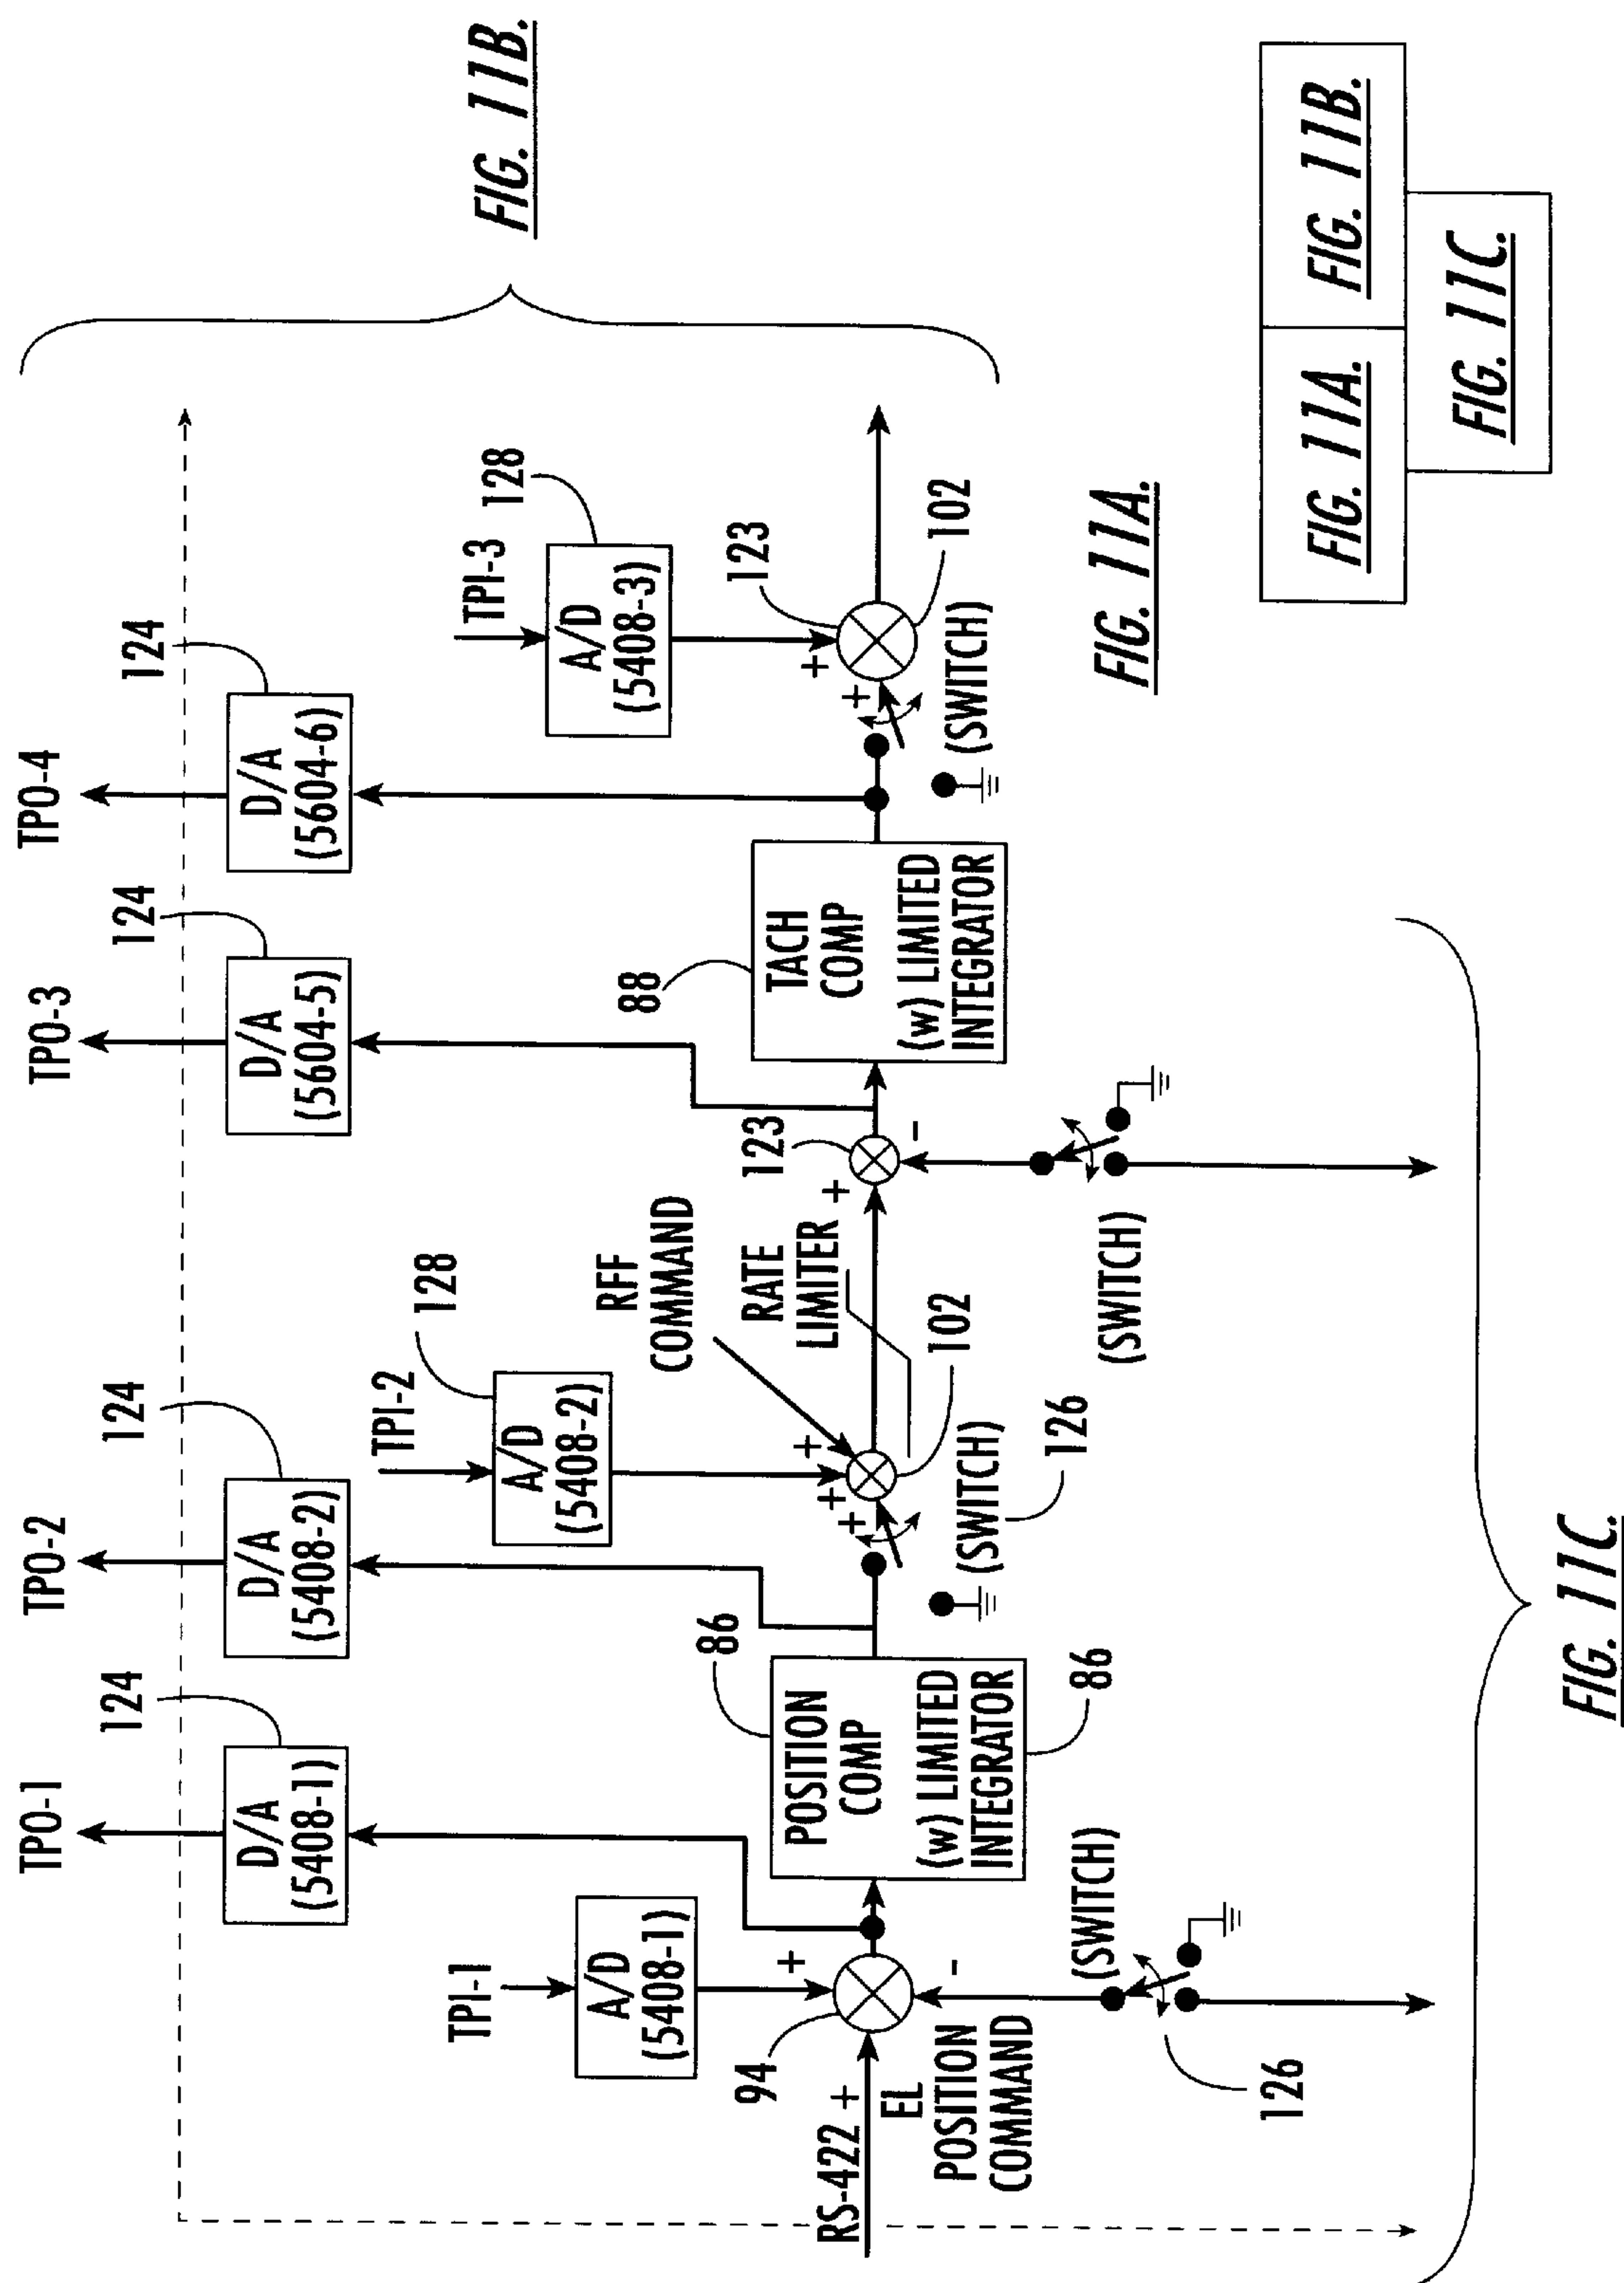 TPO-1
TPO-2
TPO-3
TPO-4
124
124
124
124
D/A
(5408-1)
D/A
(5408-2)
D/A
(5604-5)
D/A
(5604-6)
FIG. 11B.
TPI-1
A/D
(5408-1)
TPI-2
128
A/D
(5408-2)
TPI-3
128
A/D
(5408-3)
RFF
COMMAND
RATE
LIMITER
94
86
POSITION
COMP
(w) LIMITED
INTEGRATOR
86
123
88
TACH
COMP
(w) LIMITED
INTEGRATOR
123
102
RS-422
+
+
-
EL
POSITION
COMMAND
+
+
+
102
(SWITCH)
126
+
-
+
+
(SWITCH)
(SWITCH)
126
(SWITCH)
FIG. 11A.
FIG. 11C.
FIG. 11A.
FIG. 11B.
FIG. 11C.